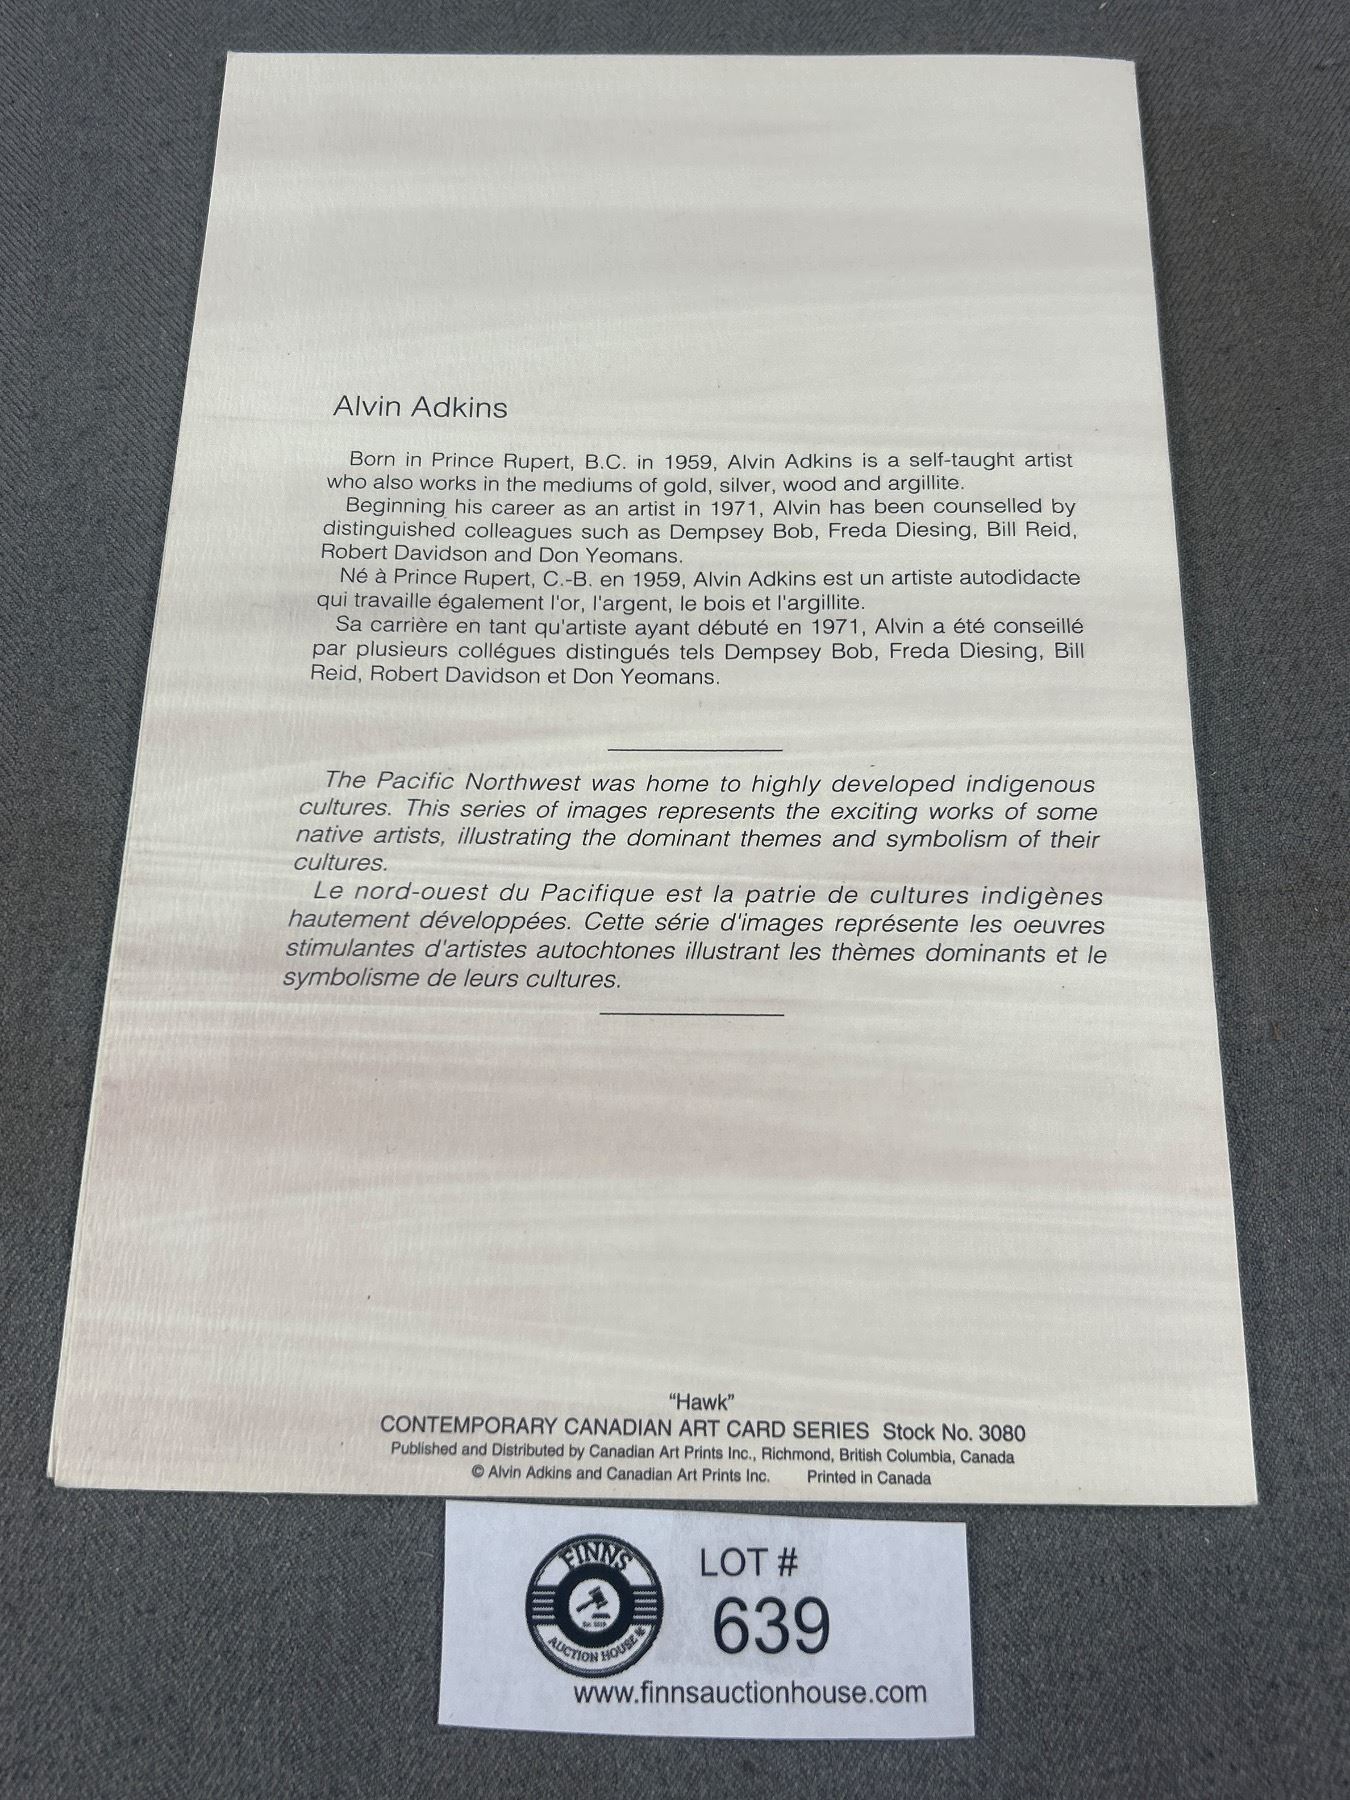 Alvin Adkins
Born in Prince Rupert, B.C. in 1959, Alvin Adkins is a self-taught artist
who also works in the mediums of gold, silver, wood and argillite.
Beginning his career as an artist in 1971, Alvin has been counselled by
distinguished colleagues such as Dempsey Bob, Freda Diesing, Bill Reid,
Robert Davidson and Don Yeomans.
Né à Prince Rupert, C.-B. en 1959, Alvin Adkins est un artiste autodidacte
qui travaille également l'or, l'argent, le bois et l'argillite.
Sa carrière en tant qu'artiste ayant débuté en 1971, Alvin a été conseillé
par plusieurs collégues distingués tels Dempsey Bob, Freda Diesing, Bill
Reid, Robert Davidson et Don Yeomans.
The Pacific Northwest was home to highly developed indigenous
cultures. This series of images represents the exciting works of some
native artists, illustrating the dominant themes and symbolism of their
cultures.
Le nord-ouest du Pacifique est la patrie de cultures indigènes
hautement développées. Cette série d'images représente les oeuvres
stimulantes d'artistes autochtones illustrant les thèmes dominants et le
symbolisme de leurs cultures.
“Hawk”
CONTEMPORARY CANADIAN ART CARD SERIES Stock No. 3080
Published and Distributed by Canadian Art Prints Inc., Richmond, British Columbia, Canada
© Alvin Adkins and Canadian Art Prints Inc. Printed in Canada
FINNS
AUCTION HOUSE
LOT #
639
www.finnsauctionhouse.com